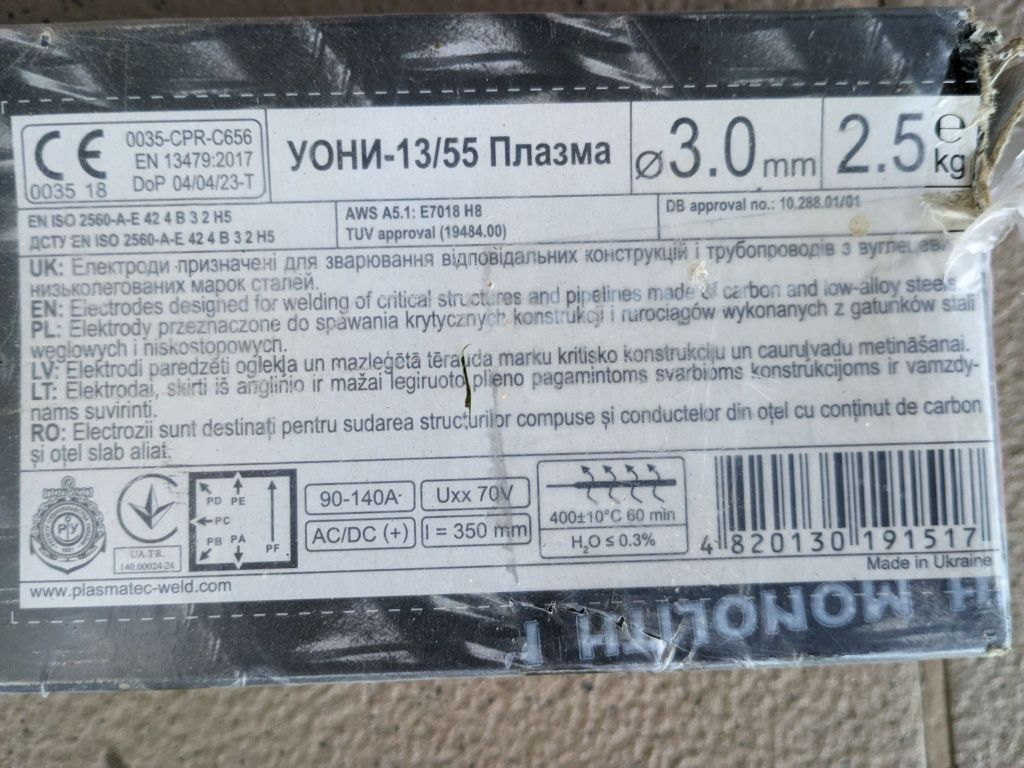 0035-CPR-C656
EN 13479:2017
DoP 04/04/23-T
CE
0035 18
УОНИ-13/55 Плазма
Ø3.0 mm
2.5 e kg
EN ISO 2560-A-E 42 4 B 3 2 H5
ДСТУ EN ISO 2560-A-E 42 4 B 3 2 H5
AWS A5.1: E7018 H8
TUV approval (19484.00)
DB approval no.: 10.288.01/01
UK: Електроди призначені для зварювання відповідальних конструкцій і трубопроводів з
низьколегованих марок сталей.
EN: Electrodes designed for welding of critical structures and pipelines made of carbon and low-alloy steels.
PL: Elektrody przeznaczone do spawania krytycznych konstrukcji i rurociągów wykonanych z gatunków stali
węglowych i niskostopowych.
LV: Elektrodi paredzēti oglekļa un mazleģētā tērauda marku kritisko konstrukciju un cauruļvadu metināšanai.
LT: Elektrodai, skirti iš anglinio ir mažai legiruoto plieno pagamintoms svarbioms konstrukcijoms ir vamzdy-
nams suvirinti.
RO: Electrozii sunt destinați pentru sudarea structurilor compuse și conductelor din oțel cu conținut de carbon
și oțel slab aliat.
РУ
UA.TR.
140.00024-24
PD PE
PC
PB PA PF
90-140A
Uxx 70V
AC/DC (+)
l = 350 mm
400±10°C 60 min
H₂O ≤ 0.3%
4 820130 191517
Made in Ukraine
www.plasmatec-weld.com
MONOLITH